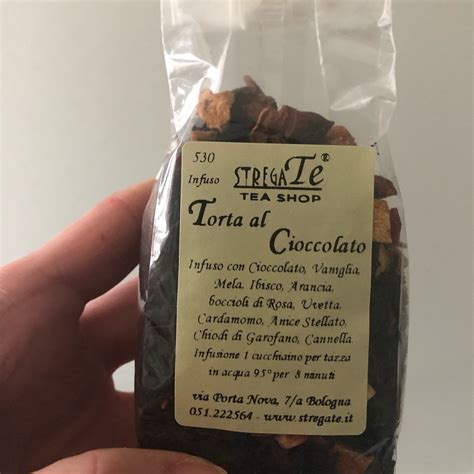 530
Infuso
STREGATè®
TEA SHOP
Torta al
Cioccolato
Infuso con Cioccolato, Vaniglia,
Mela, Ibisco, Arancia,
boccioli di Rosa, Uvetta,
Cardamomo, Anice Stellato,
Chiodi di Garofano, Cannella.
Infusione 1 cucchiaino per tazza
in acqua 95° per 8 minuti
via Porta Nova, 7/a Bologna
051.222564 - www.stregate.it